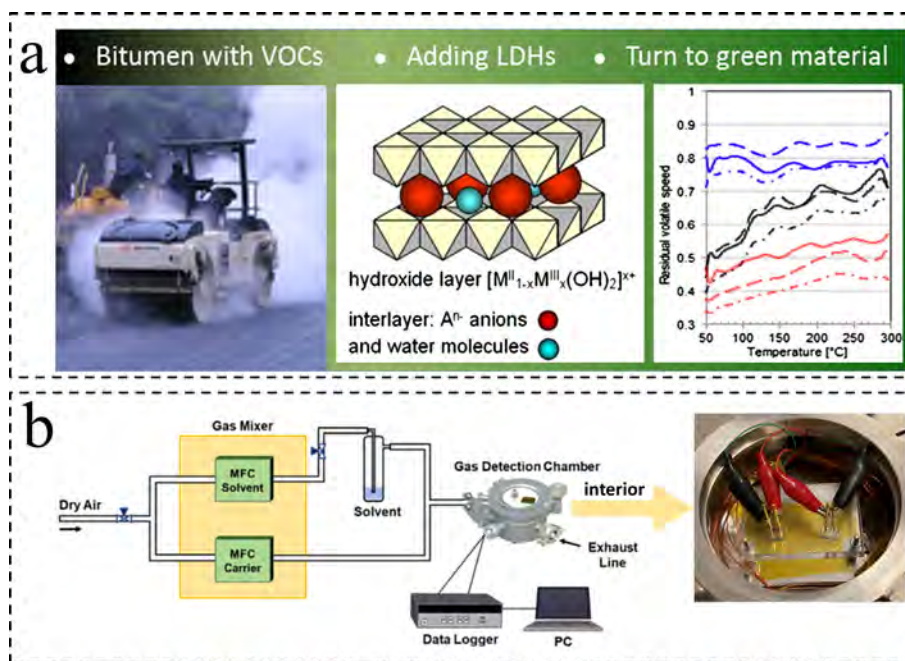 a
• Bitumen with VOCs • Adding LDHs • Turn to green material
hydroxide layer [MII1-xMIIIx(OH)2]x+
interlayer: An- anions
and water molecules
Residual volatile speed
1
0.9
0.8
0.7
0.6
0.5
0.4
0.3
50 100 150 200 250 300
Temperature [°C]
b
Gas Mixer
MFC
Solvent
Dry Air
MFC
Carrier
Solvent
Gas Detection Chamber
interior
Exhaust
Line
Data Logger
PC